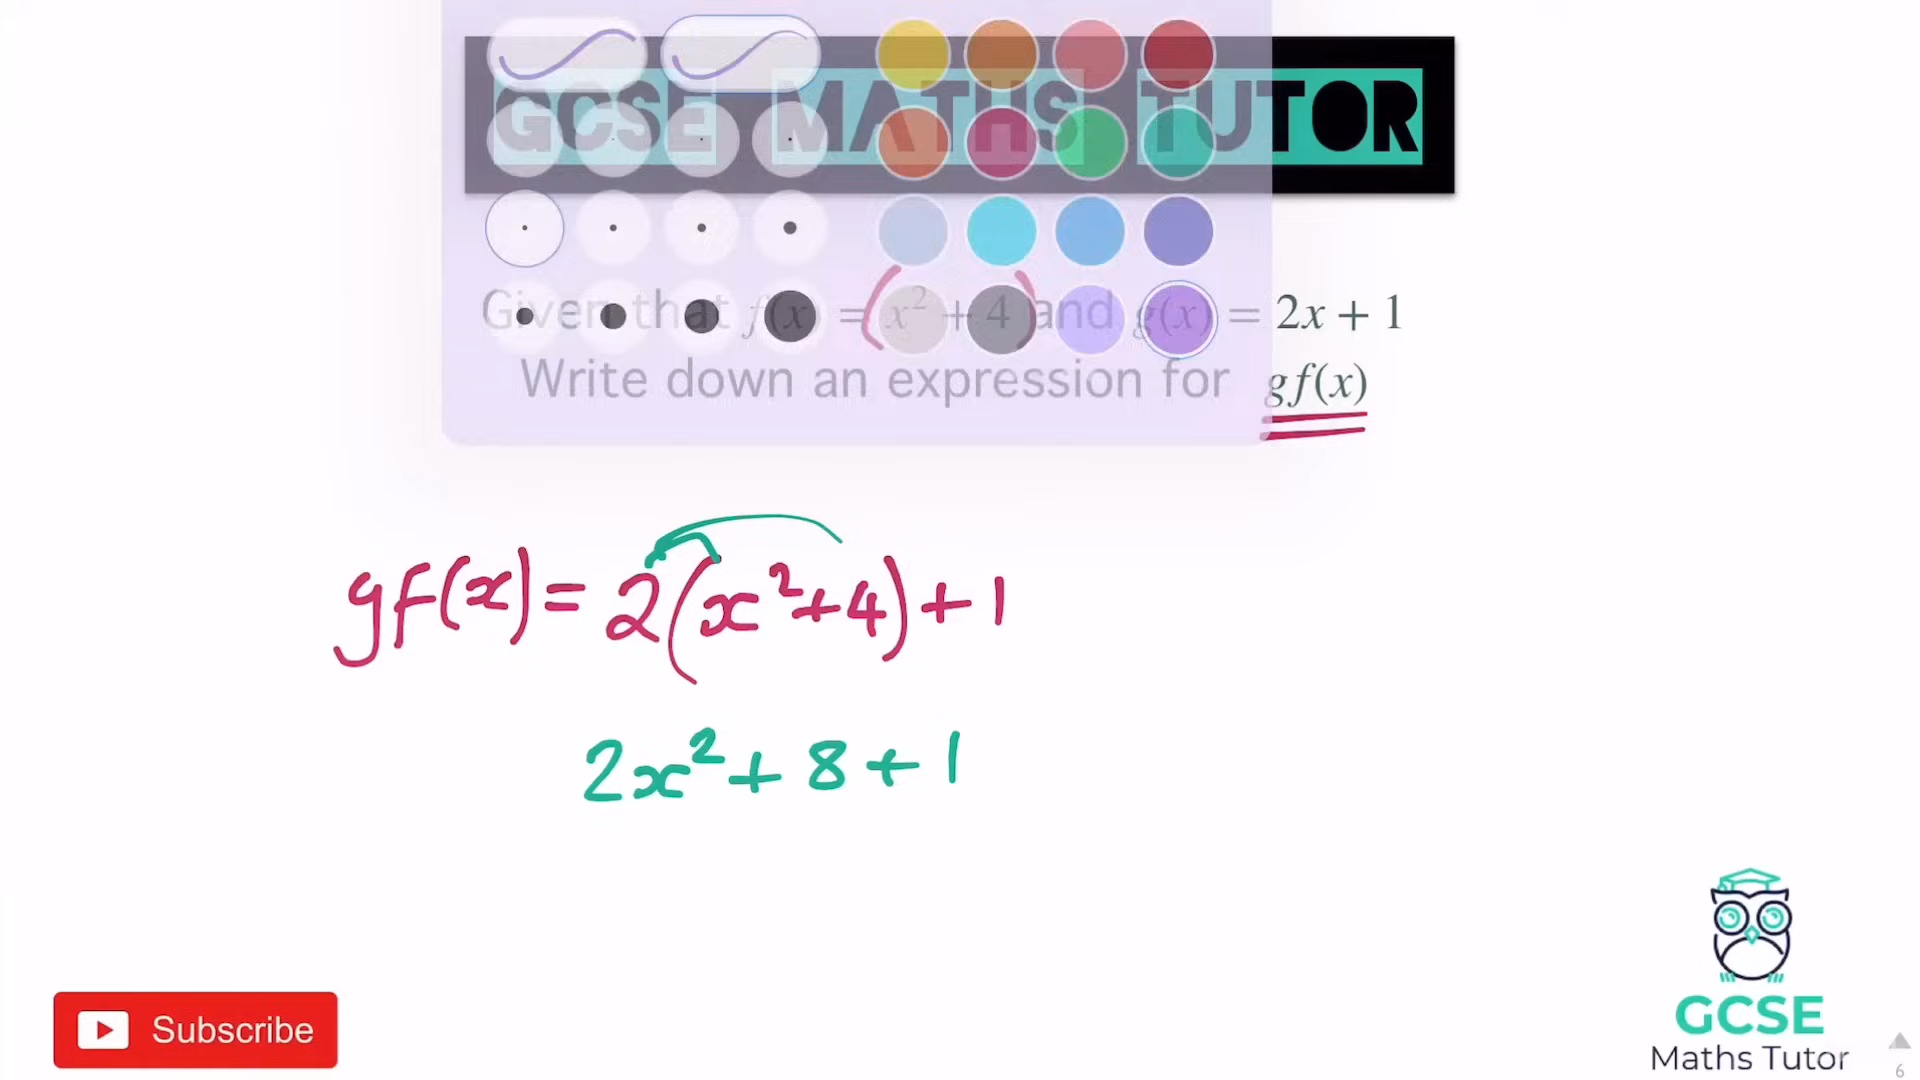 GCSE MATHS TUTOR
Given that f(x) = (x² + 4) and g(x) = 2x + 1
Write down an expression for gf(x)
gf(x) = 2(x²+4)+1
2x² + 8 + 1
Subscribe
GCSE
Maths Tutor
6